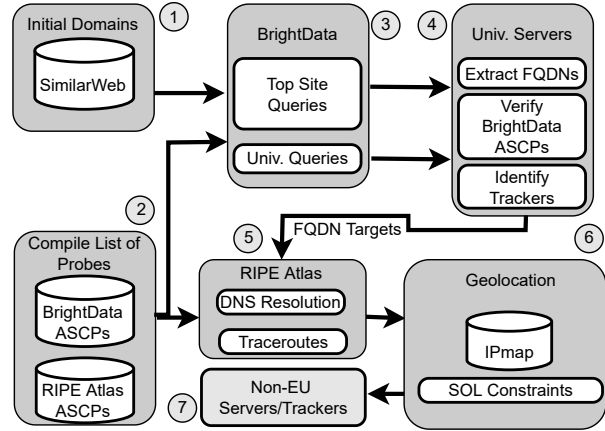 Initial Domains
1
SimilarWeb
BrightData
3
Top Site
Queries
Univ. Queries
4
Univ. Servers
Extract FQDNs
Verify
BrightData
ASCPs
Identify
Trackers
2
Compile List of
Probes
BrightData
ASCPs
RIPE Atlas
ASCPs
5
FQDN Targets
RIPE Atlas
DNS Resolution
Traceroutes
6
Geolocation
IPmap
SOL Constraints
7
Non-EU
Servers/Trackers